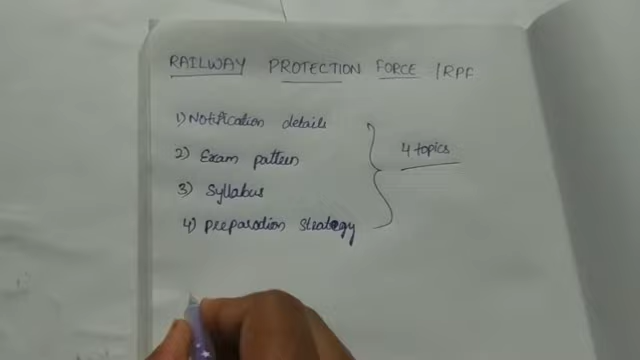 RAILWAY PROTECTION FORCE /RPF
1) Notification details
2) Exam pattern
3) Syllabus
4) Preparation strategy
4 topics